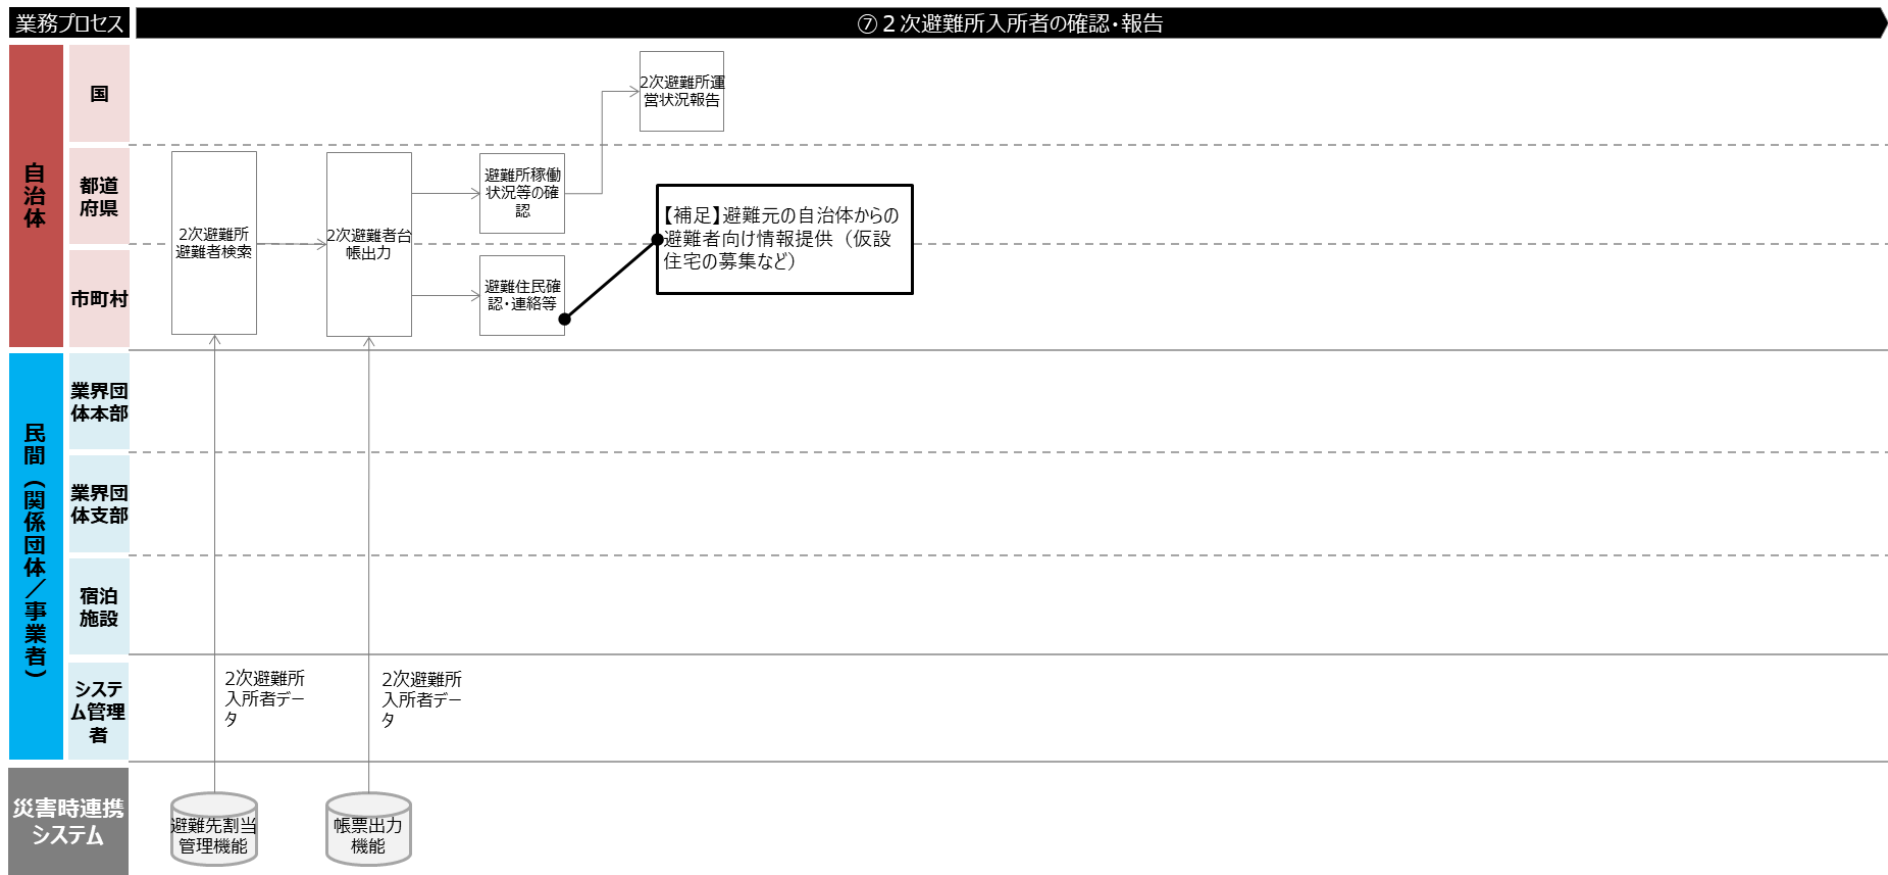 業務プロセス
⑦２次避難所入所者の確認・報告
自治体
国
2次避難所運
営状況報告
都道
府県
2次避難所
避難者検索
2次避難者台
帳出力
避難所稼働
状況等の確
認
【補足】避難元の自治体からの
避難者向け情報提供（仮設
住宅の募集など）
市町村
避難住民確
認・連絡等
民間（関係団体／事業者）
業界団
体本部
業界団
体支部
宿泊
施設
システ
ム管理
者
2次避難所
入所者デー
タ
2次避難所
入所者デー
タ
災害時連携
システム
避難先割当
管理機能
帳票出力
機能